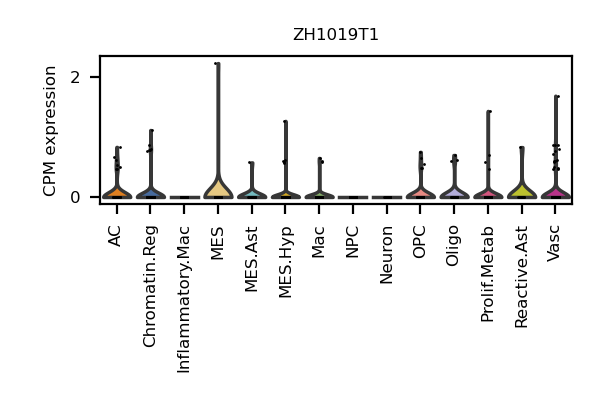 ZH1019T1
CPM expression
2
0
AC
Chromatin.Reg
Inflammatory.Mac
MES
MES.Ast
MES.Hyp
Mac
NPC
Neuron
OPC
Oligo
Prolif.Metab
Reactive.Ast
Vasc